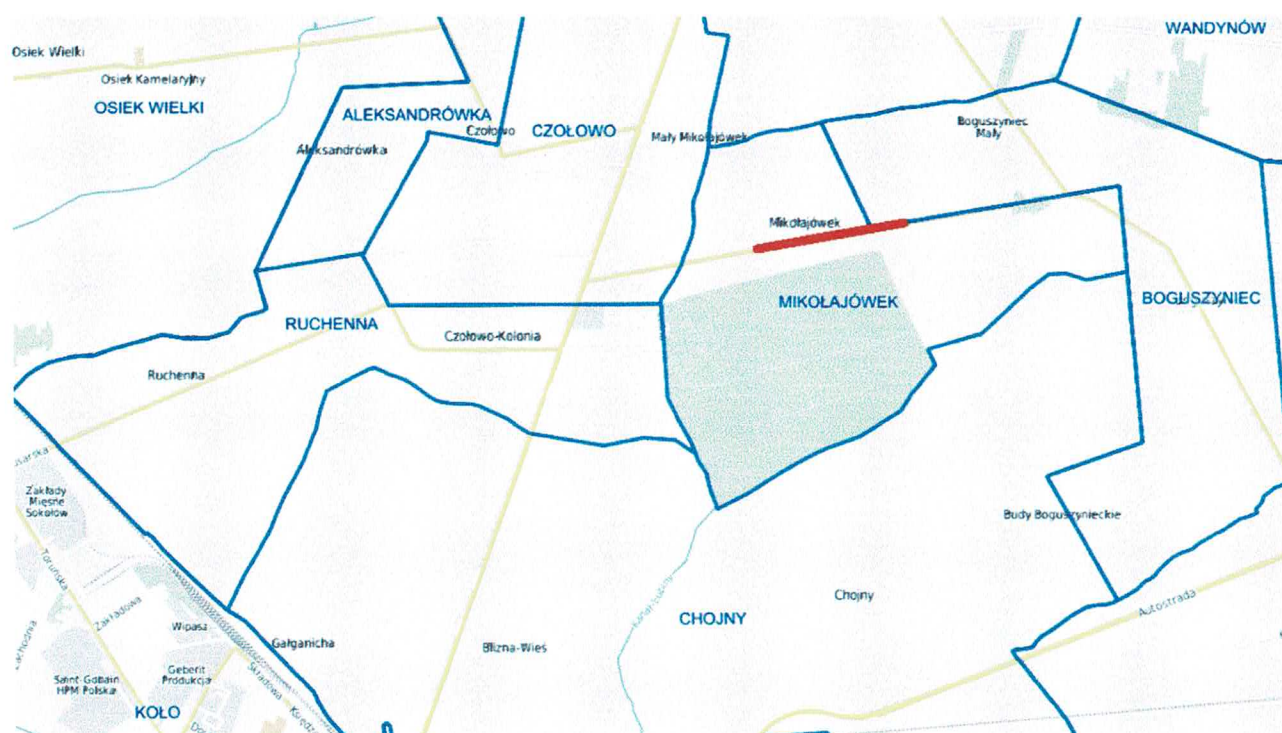 WANDYNÓW
Osiek Wielki
Osiek Kamelaryjny
OSIEK WIELKI
ALEKSANDRÓWKA
Czołowo
CZOŁOWO
Mały Mikołajówek
Boguszyniec
Mały
Aleksandrówka
Mikołajówek
MIKOŁAJÓWEK
BOGUSZYNIEC
RUCHENNA
Czołowo-Kolonia
Ruchenna
Zakłady
Mięsne
Sokołów
Budy Boguszynieckie
Toruńska
Zakładowa
Chojny
Autostrada
CHOJNY
Wipasz
Gałganicha
Blizna-Wieś
Geberit
Produkcja
Saint-Gobain
HPM Polska
Składowa
KOŁO